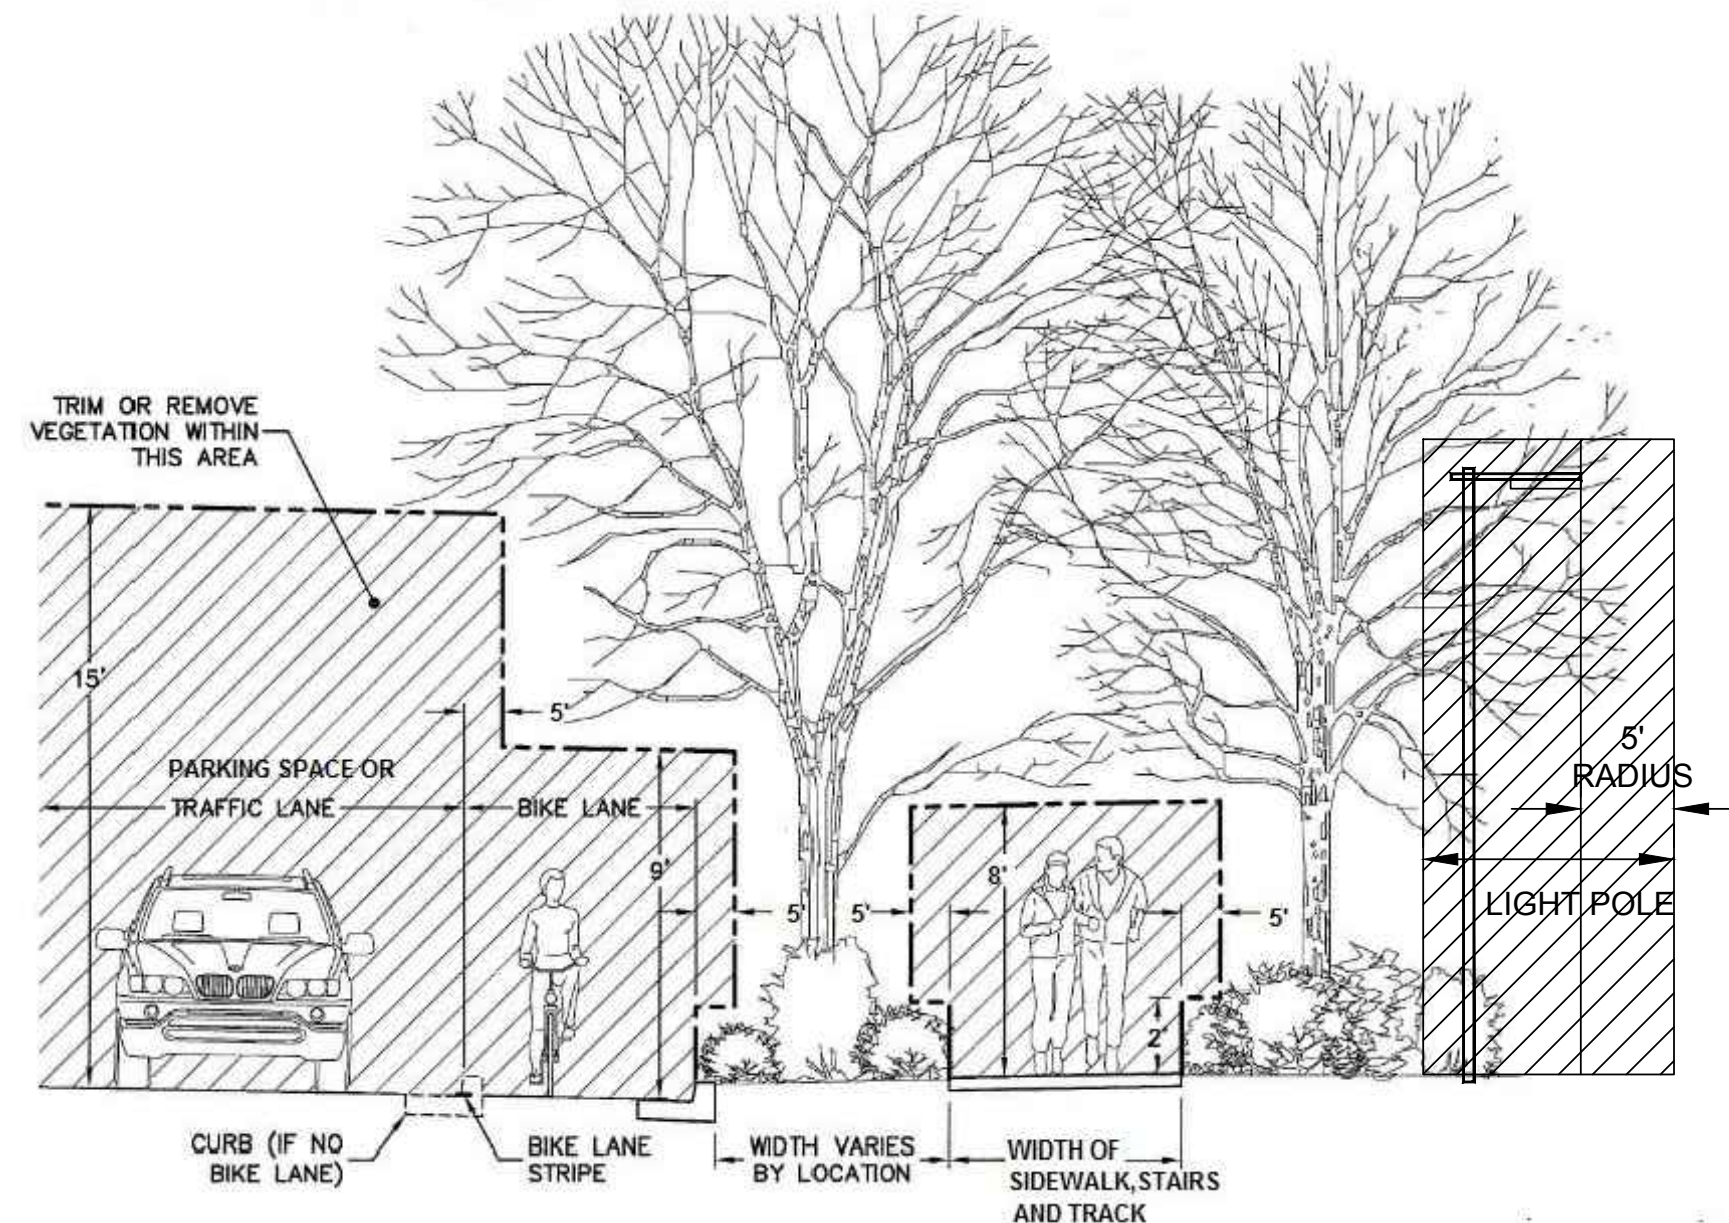 TRIM OR REMOVE
VEGETATION WITHIN
THIS AREA
15'
5'
PARKING SPACE OR
TRAFFIC LANE
BIKE LANE
9'
5'
5'
8'
5'
2'
5'
RADIUS
LIGHT POLE
CURB (IF NO
BIKE LANE)
BIKE LANE
STRIPE
WIDTH VARIES
BY LOCATION
WIDTH OF
SIDEWALK,STAIRS
AND TRACK